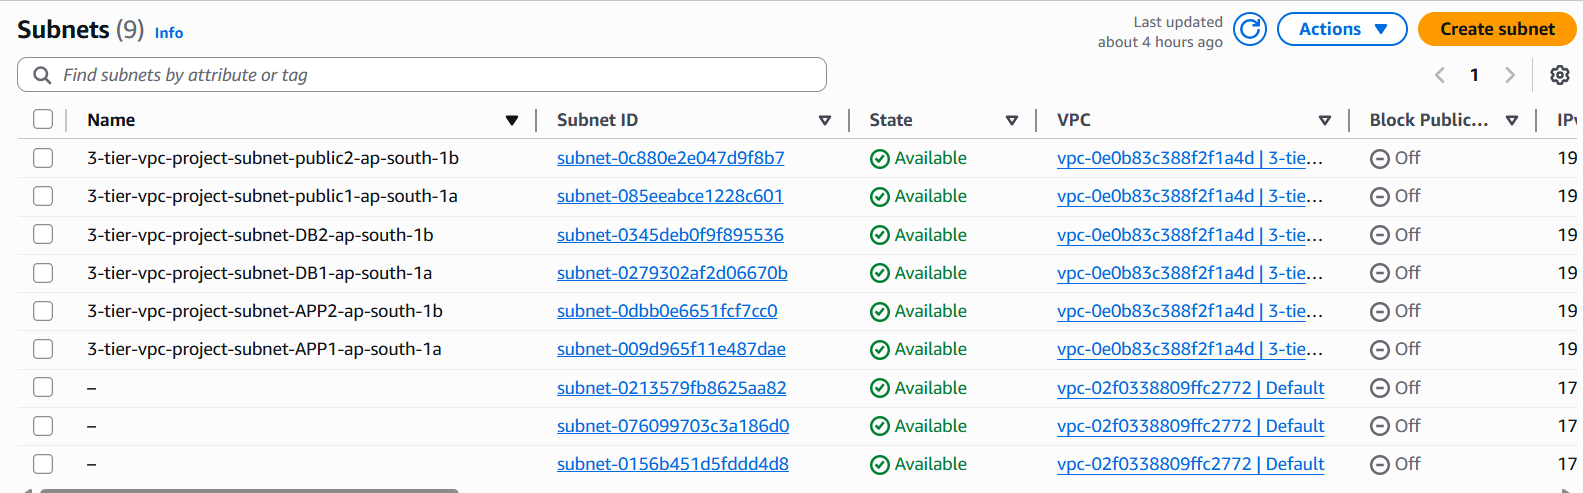 Subnets (9) Info
Last updated
about 4 hours ago
Actions
Create subnet
Find subnets by attribute or tag
1
Name Subnet ID State VPC Block Public... IPv
3-tier-vpc-project-subnet-public2-ap-south-1b subnet-0c880e2e047d9f8b7 Available vpc-0e0b83c388f2f1a4d | 3-tie... Off 19
3-tier-vpc-project-subnet-public1-ap-south-1a subnet-085eeabce1228c601 Available vpc-0e0b83c388f2f1a4d | 3-tie... Off 19
3-tier-vpc-project-subnet-DB2-ap-south-1b subnet-0345deb0f9f895536 Available vpc-0e0b83c388f2f1a4d | 3-tie... Off 19
3-tier-vpc-project-subnet-DB1-ap-south-1a subnet-0279302af2d06670b Available vpc-0e0b83c388f2f1a4d | 3-tie... Off 19
3-tier-vpc-project-subnet-APP2-ap-south-1b subnet-0dbb0e6651fcf7cc0 Available vpc-0e0b83c388f2f1a4d | 3-tie... Off 19
3-tier-vpc-project-subnet-APP1-ap-south-1a subnet-009d965f11e487dae Available vpc-0e0b83c388f2f1a4d | 3-tie... Off 19
– subnet-0213579fb8625aa82 Available vpc-02f0338809ffc2772 | Default Off 17
– subnet-076099703c3a186d0 Available vpc-02f0338809ffc2772 | Default Off 17
– subnet-0156b451d5fddd4d8 Available vpc-02f0338809ffc2772 | Default Off 17